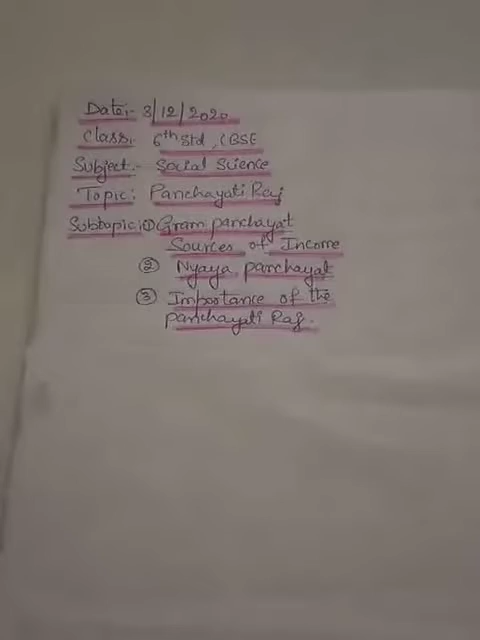 Date:- 3/12/2020
Class:- 6th Std, CBSE
Subject:- Social Science
Topic: Panchayati Raj
Subtopic: ① Gram panchayat
Sources of Income
② Nyaya panchayat
③ Importance of the
panchayati Raj.